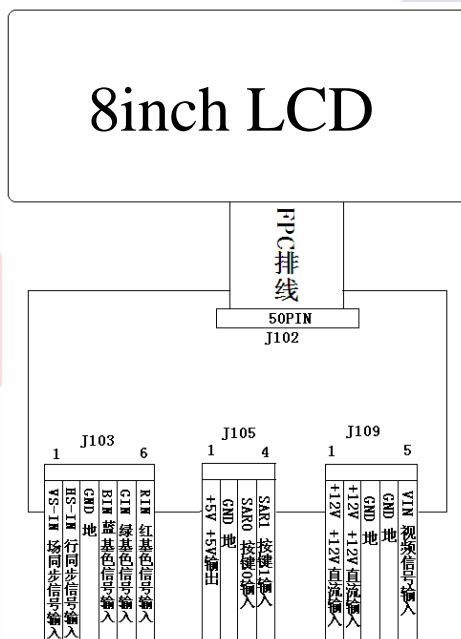 8inch LCD
FPC排线
50PIN
J102
J103
1 6
VS-IN 场同步信号输入
HS-IN 行同步信号输入
GND 地
BIN 蓝基色信号输入
GIN 绿基色信号输入
RIN 红基色信号输入
J105
1 4
+5V +5V输出
GND 地
SAR0 按键0输入
SAR1 按键1输入
J109
1 5
+12V +12V直流输入
+12V +12V直流输入
GND 地
GND 地
VIN 视频信号输入